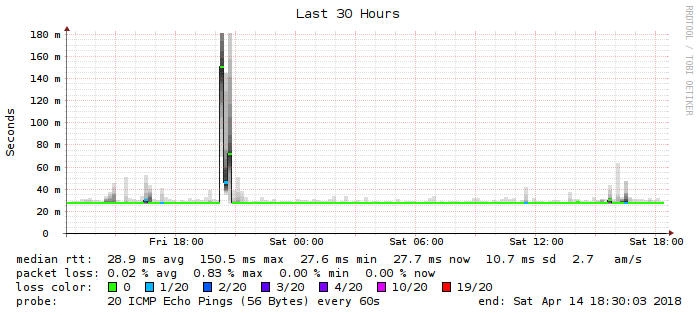 Last 30 Hours
RRDTOOL / TOBI OETIKER
Seconds
180 m
160 m
140 m
120 m
100 m
80 m
60 m
40 m
20 m
0
Fri 18:00 Sat 00:00 Sat 06:00 Sat 12:00 Sat 18:00
median rtt: 28.9 ms avg 150.5 ms max 27.6 ms min 27.7 ms now 10.7 ms sd 2.7 am/s
packet loss: 0.02 % avg 0.83 % max 0.00 % min 0.00 % now
loss color: 0 1/20 2/20 3/20 4/20 10/20 19/20
probe: 20 ICMP Echo Pings (56 Bytes) every 60s end: Sat Apr 14 18:30:03 2018